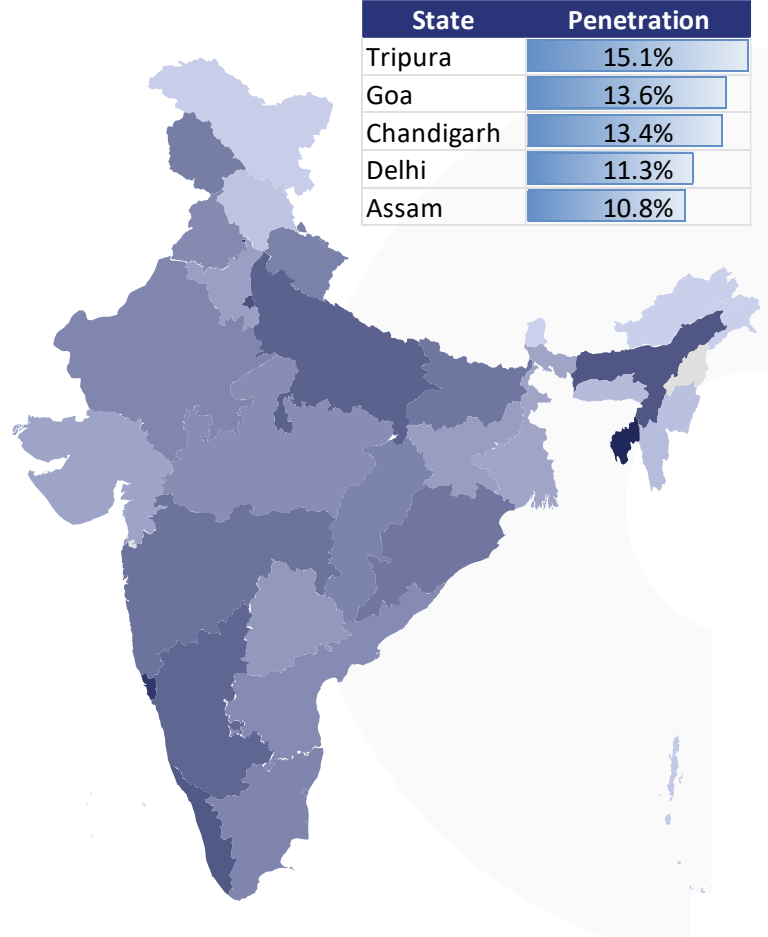 State Penetration
Tripura 15.1%
Goa 13.6%
Chandigarh 13.4%
Delhi 11.3%
Assam 10.8%